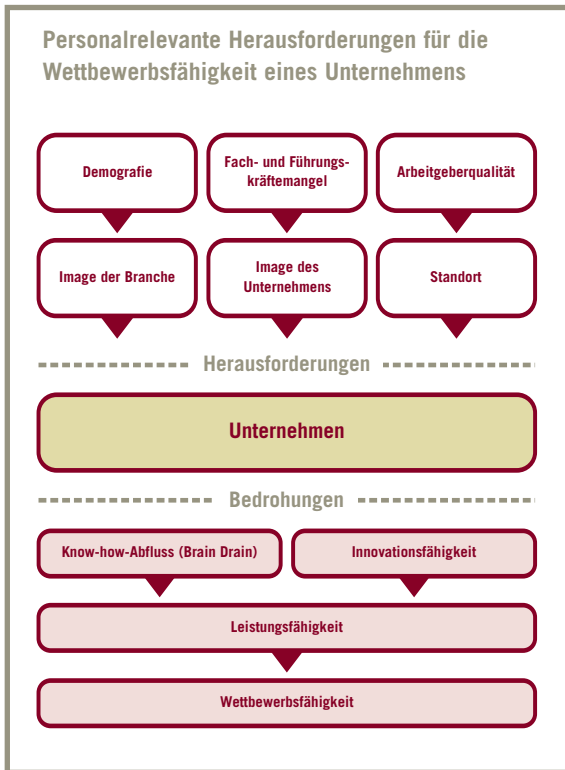 Personalrelevante Herausforderungen für die
Wettbewerbsfähigkeit eines Unternehmens
Demografie
Fach- und Führungs-
kräftemangel
Arbeitgeberqualität
Image der Branche
Image des
Unternehmens
Standort
Herausforderungen
Unternehmen
Bedrohungen
Know-how-Abfluss (Brain Drain)
Innovationsfähigkeit
Leistungsfähigkeit
Wettbewerbsfähigkeit